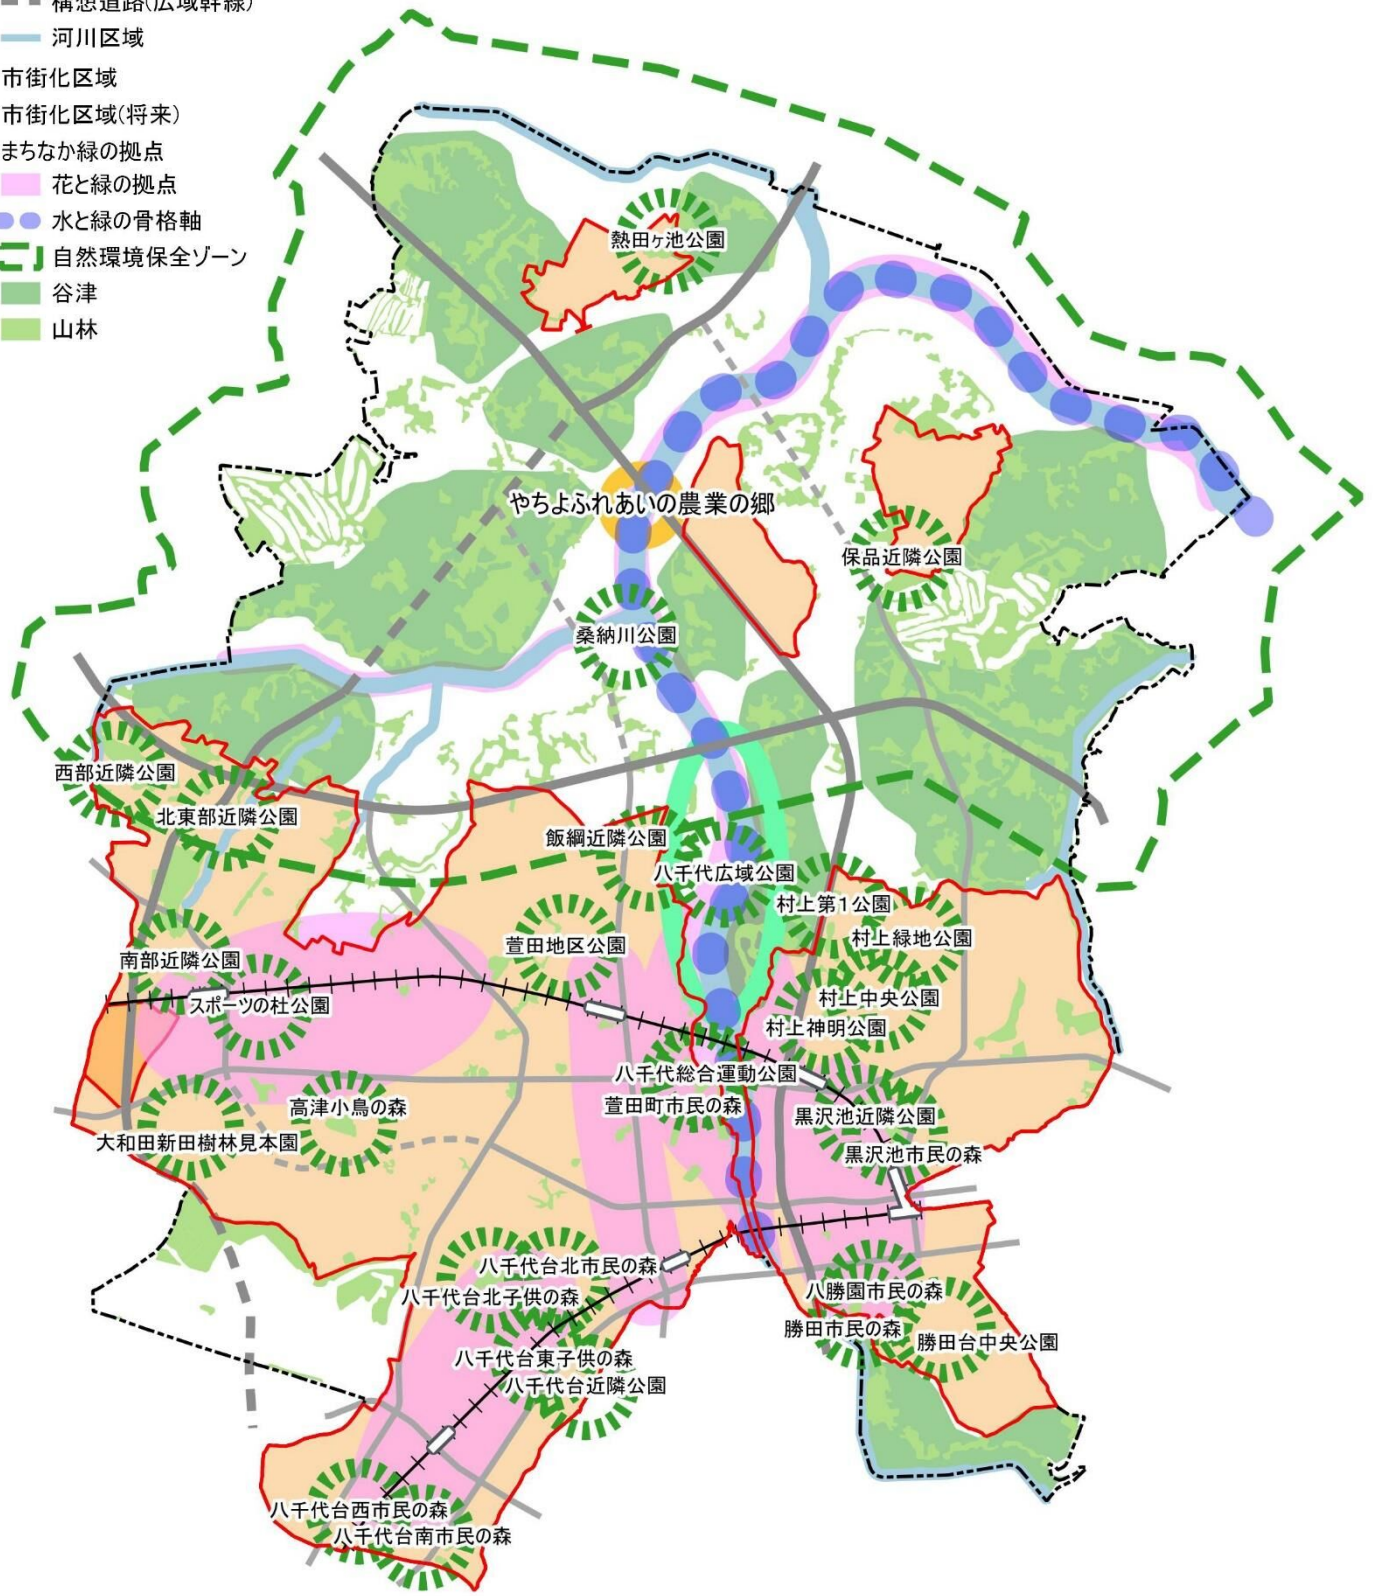 構想道路(広域幹線)
河川区域
市街化区域
市街化区域(将来)
まちなか緑の拠点
花と緑の拠点
水と緑の骨格軸
自然環境保全ゾーン
谷津
山林
熱田ヶ池公園
やちよふれあいの農業の郷
保品近隣公園
桑納川公園
西部近隣公園
北東部近隣公園
飯綱近隣公園
八千代広域公園
村上第1公園
村上緑地公園
萱田地区公園
南部近隣公園
スポーツの杜公園
村上中央公園
村上神明公園
八千代総合運動公園
萱田町市民の森
高津小鳥の森
黒沢池近隣公園
大和田新田樹林見本園
黒沢池市民の森
八千代台北市民の森
八千代台北子供の森
八勝園市民の森
勝田市民の森
勝田台中央公園
八千代台東子供の森
八千代台近隣公園
八千代台西市民の森
八千代台南市民の森